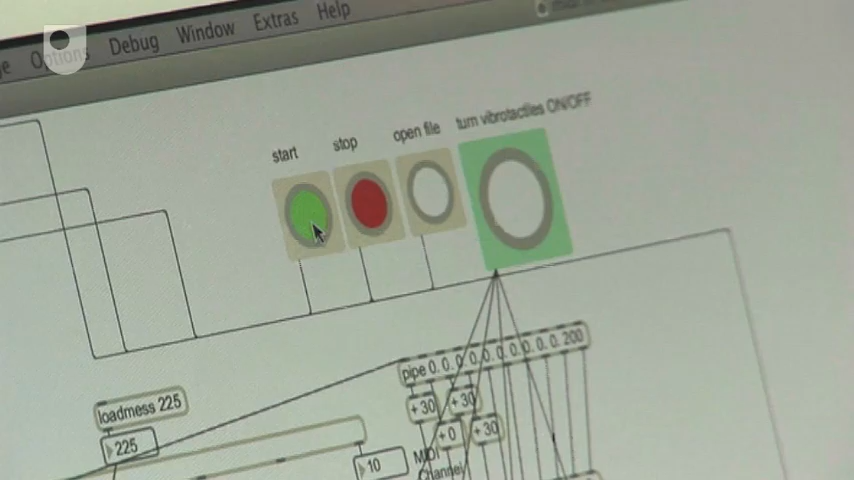 Options Debug Window Extras Help
start stop open file turn vibrotactiles ON/OFF
pipe 0. 0. 0. 0. 0. 0. 0. 0. 0. 200
loadmess 225
+ 30 + 30
225
+ 0 + 30
10
MIDI
Channel